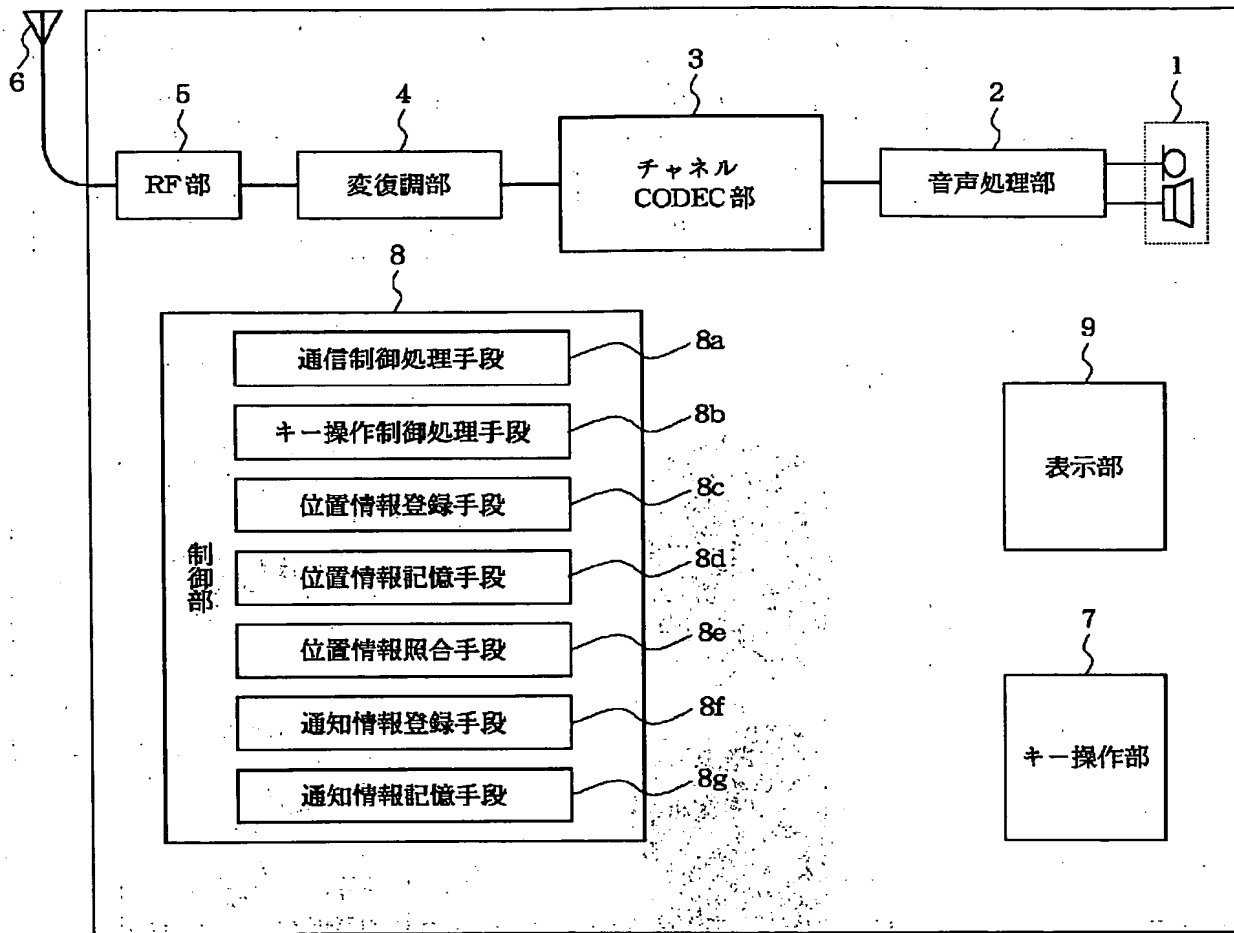 6
5
4
3
2
1
RF部
変復調部
チャネル
CODEC部
音声処理部
8
制御部
通信制御処理手段
8a
キー操作制御処理手段
8b
位置情報登録手段
8c
位置情報記憶手段
8d
位置情報照合手段
8e
通知情報登録手段
8f
通知情報記憶手段
8g
9
表示部
7
キー操作部